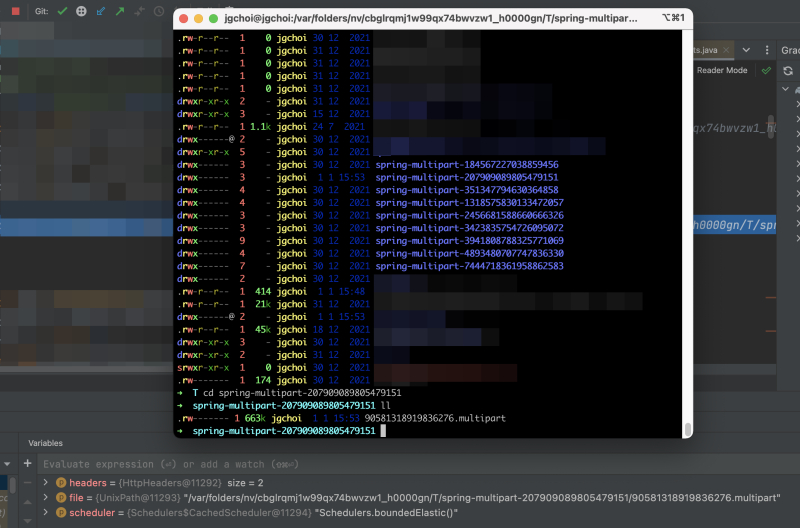 Git:
jgchoi@jgchoi:/var/folders/nv/cbglrqmj1w99qx74bwvzw1_h0000gn/T/spring-multipar... ⌥⌘1
ts.java
Grad
Reader Mode
qx74bwvzw1_h0
h0000gn/T/spr
.rw-r--r-- 1 0 jgchoi 30 12 2021
.rw-r--r-- 1 0 jgchoi 31 12 2021
.rw-r--r-- 1 0 jgchoi 31 12 2021
.rw-r--r-- 1 0 jgchoi 31 12 2021
.rw-r--r-- 1 0 jgchoi 31 12 2021
drwxr-xr-x 2 - jgchoi 31 12 2021
drwxr-xr-x 3 - jgchoi 15 12 2021
.rw-r--r-- 1 1.1k jgchoi 24 7 2021
drwx------@ 2 - jgchoi 30 12 2021
drwxr-xr-x 5 - jgchoi 30 12 2021
drwx------ 3 - jgchoi 30 12 2021 spring-multipart-184567227038859456
drwx------ 3 - jgchoi 1 1 15:53 spring-multipart-207909089805479151
drwx------ 4 - jgchoi 30 12 2021 spring-multipart-351347794630364858
drwx------ 4 - jgchoi 30 12 2021 spring-multipart-1318575830133472057
drwx------ 3 - jgchoi 30 12 2021 spring-multipart-2456681588660666326
drwx------ 3 - jgchoi 30 12 2021 spring-multipart-3423835754726095072
drwx------ 9 - jgchoi 30 12 2021 spring-multipart-3941808788325771069
drwx------ 4 - jgchoi 30 12 2021 spring-multipart-4893480707747836330
drwx------ 7 - jgchoi 30 12 2021 spring-multipart-7444718361958862583
drwx------ 2 - jgchoi 30 12 2021
.rw-r--r-- 1 414 jgchoi 1 1 15:48
.rw-r--r-- 1 21k jgchoi 31 12 2021
drwx------@ 2 - jgchoi 1 1 15:53
.rw-r--r-- 1 45k jgchoi 18 12 2021
drwxr-xr-x 3 - jgchoi 30 12 2021
drwxr-xr-x 2 - jgchoi 31 12 2021
srwxr-xr-x 1 0 jgchoi 30 12 2021
.rw------- 1 174 jgchoi 30 12 2021
➜ T cd spring-multipart-207909089805479151
➜ spring-multipart-207909089805479151 ll
.rw------- 1 663k jgchoi 1 1 15:53 90581318919836276.multipart
➜ spring-multipart-207909089805479151
Variables
Evaluate expression (⏎) or add a watch (⇧⌘⏎)
headers = {HttpHeaders@11292} size = 2
file = {UnixPath@11293} "/var/folders/nv/cbglrqmj1w99qx74bwvzw1_h0000gn/T/spring-multipart-207909089805479151/90581318919836276.multipart"
scheduler = {Schedulers$CachedScheduler@11294} "Schedulers.boundedElastic()"